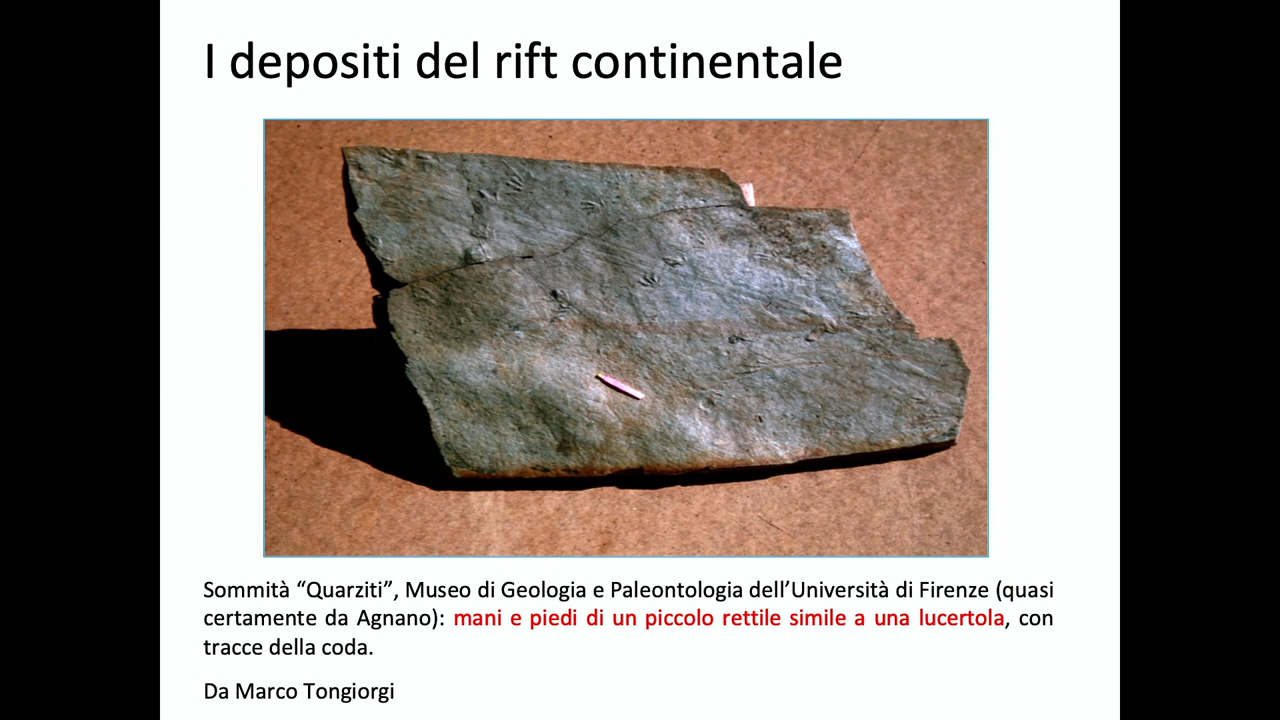 I depositi del rift continentale
Sommità “Quarziti”, Museo di Geologia e Paleontologia dell’Università di Firenze (quasi
certamente da Agnano): mani e piedi di un piccolo rettile simile a una lucertola, con
tracce della coda.
Da Marco Tongiorgi